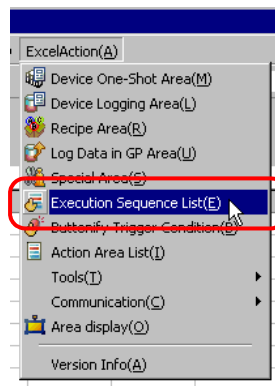 ExcelAction(A)
Device One-Shot Area(M)
Device Logging Area(L)
Recipe Area(R)
Log Data in GP Area(U)
Special Area(S)
Execution Sequence List(E)
Buttonify Trigger Condition(B)
Action Area List(I)
Tools(T)
Communication(C)
Area display(O)
Version Info(A)